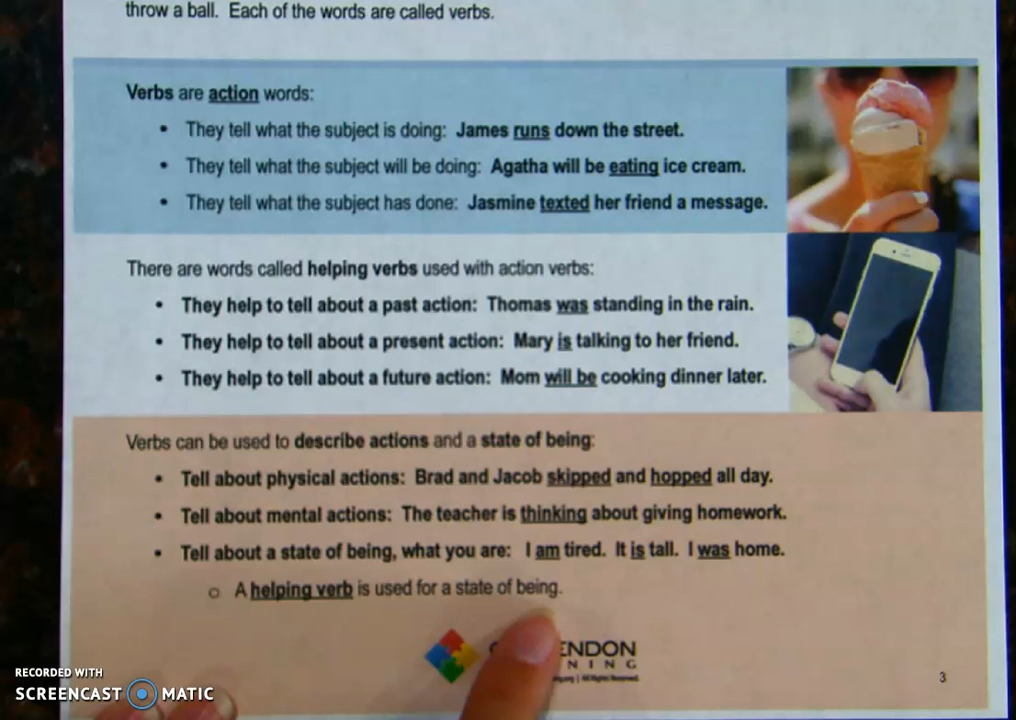 throw a ball. Each of the words are called verbs.
Verbs are action words:
• They tell what the subject is doing: James runs down the street.
• They tell what the subject will be doing: Agatha will be eating ice cream.
• They tell what the subject has done: Jasmine texted her friend a message.
There are words called helping verbs used with action verbs:
• They help to tell about a past action: Thomas was standing in the rain.
• They help to tell about a present action: Mary is talking to her friend.
• They help to tell about a future action: Mom will be cooking dinner later.
Verbs can be used to describe actions and a state of being:
• Tell about physical actions: Brad and Jacob skipped and hopped all day.
• Tell about mental actions: The teacher is thinking about giving homework.
• Tell about a state of being, what you are: I am tired. It is tall. I was home.
o A helping verb is used for a state of being.
ENDON
NING
All Rights Reserved.
3
RECORDED WITH
SCREENCAST MATIC